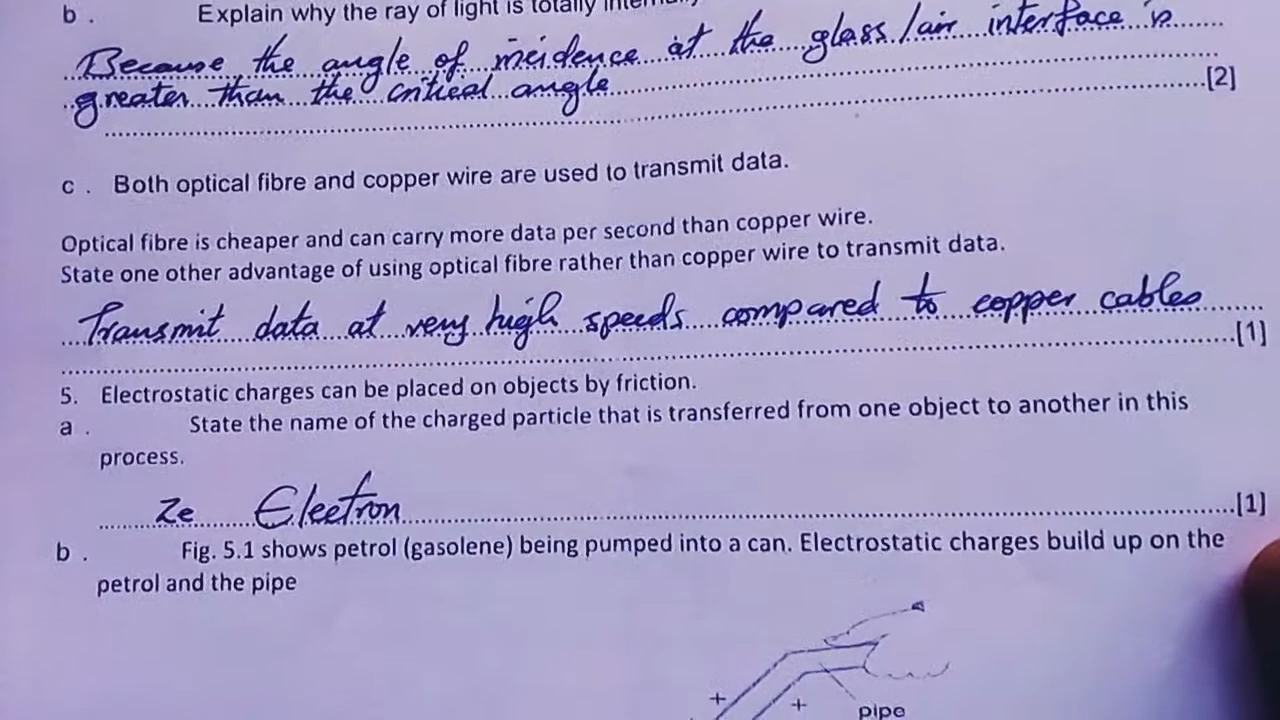 b . Explain why the ray of light is totally
Because the angle of incidence at the glass/air interface is
greater than the critical angle
[2]
c . Both optical fibre and copper wire are used to transmit data.
Optical fibre is cheaper and can carry more data per second than copper wire.
State one other advantage of using optical fibre rather than copper wire to transmit data.
Transmit data at very high speeds compared to copper cables
[1]
5. Electrostatic charges can be placed on objects by friction.
a . State the name of the charged particle that is transferred from one object to another in this
process.
Ze Electron
[1]
b . Fig. 5.1 shows petrol (gasolene) being pumped into a can. Electrostatic charges build up on the
petrol and the pipe
+ + pipe